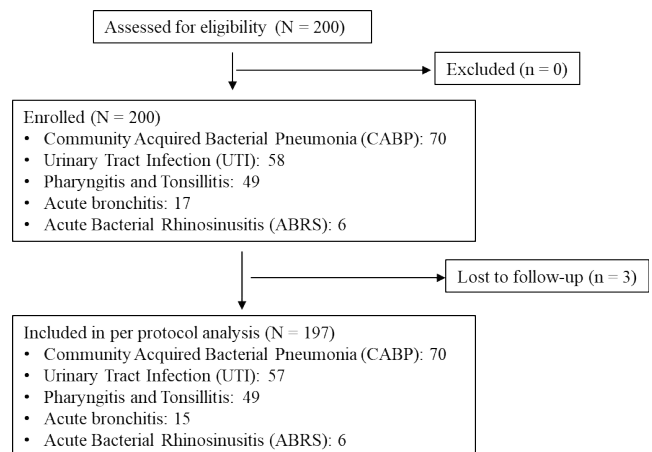 Assessed for eligibility (N = 200)
Excluded (n = 0)
Enrolled (N = 200)
• Community Acquired Bacterial Pneumonia (CABP): 70
• Urinary Tract Infection (UTI): 58
• Pharyngitis and Tonsillitis: 49
• Acute bronchitis: 17
• Acute Bacterial Rhinosinusitis (ABRS): 6
Lost to follow-up (n = 3)
Included in per protocol analysis (N = 197)
• Community Acquired Bacterial Pneumonia (CABP): 70
• Urinary Tract Infection (UTI): 57
• Pharyngitis and Tonsillitis: 49
• Acute bronchitis: 15
• Acute Bacterial Rhinosinusitis (ABRS): 6